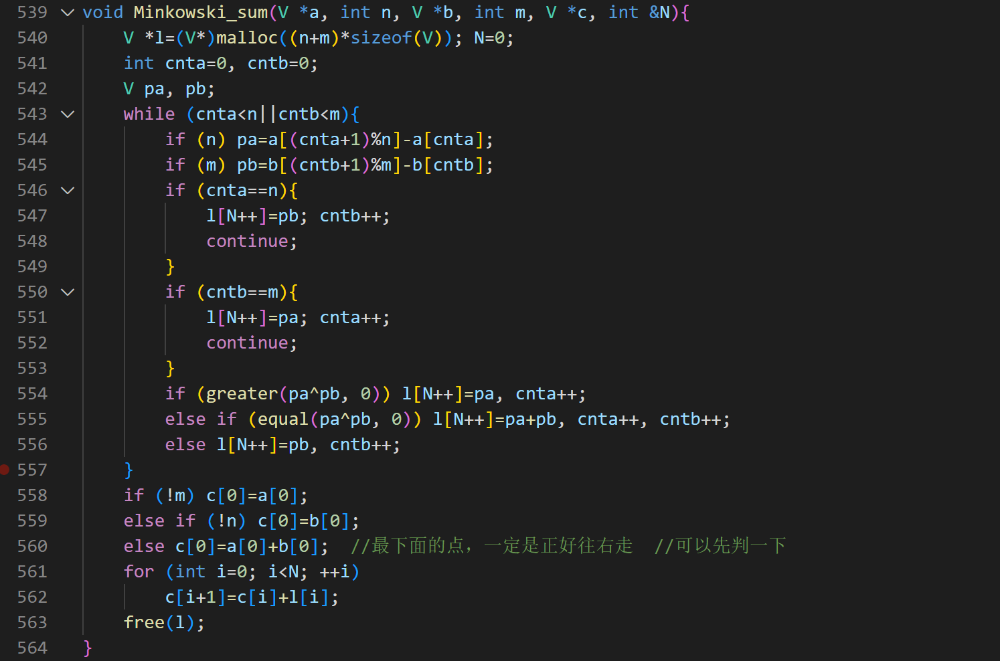 539 void Minkowski_sum(V *a, int n, V *b, int m, V *c, int &N){
540     V *l=(V*)malloc((n+m)*sizeof(V)); N=0;
541     int cnta=0, cntb=0;
542     V pa, pb;
543     while (cnta<n||cntb<m){
544         if (n) pa=a[(cnta+1)%n]-a[cnta];
545         if (m) pb=b[(cntb+1)%m]-b[cntb];
546         if (cnta==n){
547             l[N++]=pb; cntb++;
548             continue;
549         }
550         if (cntb==m){
551             l[N++]=pa; cnta++;
552             continue;
553         }
554         if (greater(pa^pb, 0)) l[N++]=pa, cnta++;
555         else if (equal(pa^pb, 0)) l[N++]=pa+pb, cnta++, cntb++;
556         else l[N++]=pb, cntb++;
557     }
558     if (!m) c[0]=a[0];
559     else if (!n) c[0]=b[0];
560     else c[0]=a[0]+b[0];  //最下面的点，一定是正好往右走  //可以先判一下
561     for (int i=0; i<N; ++i)
562         c[i+1]=c[i]+l[i];
563     free(l);
564 }